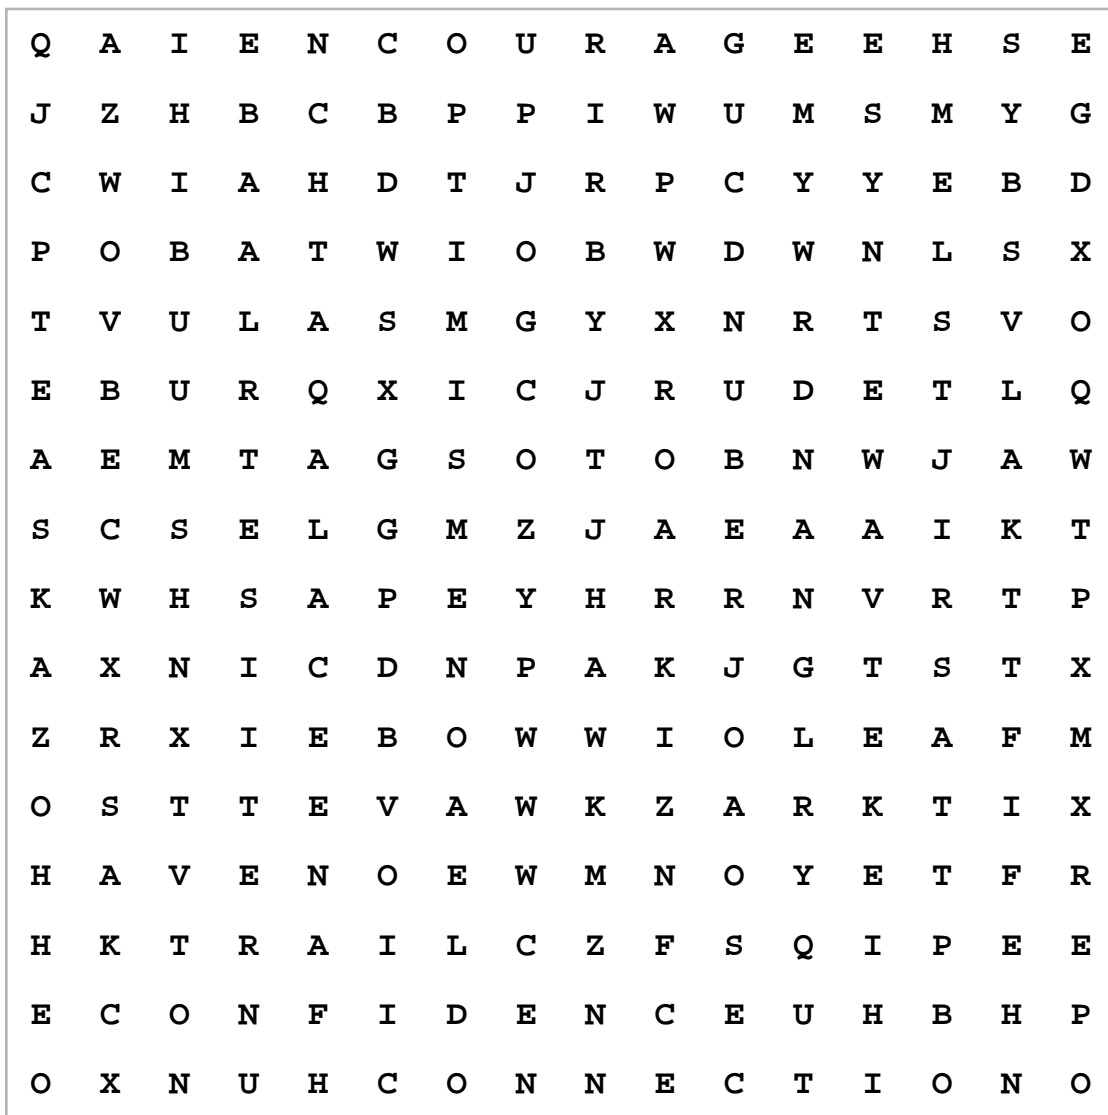 Q A I E N C O U R A G E E H S E
J Z H B C B P P I W U M S M Y G
C W I A H D T J R P C Y Y E B D
P O B A T W I O B W D W N L S X
T V U L A S M G Y X N R T S V O
E B U R Q X I C J R U D E T L Q
A E M T A G S O T O B N W J A W
S C S E L G M Z J A E A A I K T
K W H S A P E Y H R R N V R T P
A X N I C D N P A K J G T S T X
Z R X I E B O W W I O L E A F M
O S T T E V A W K Z A R K T I X
H A V E N O E W M N O Y E T F R
H K T R A I L C Z F S Q I P E E
E C O N F I D E N C E U H B H P
O X N U H C O N N E C T I O N O